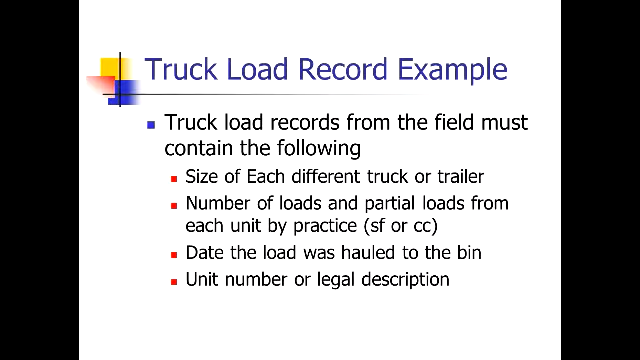 Truck Load Record Example
Truck load records from the field must
contain the following
Size of Each different truck or trailer
Number of loads and partial loads from
each unit by practice (sf or cc)
Date the load was hauled to the bin
Unit number or legal description